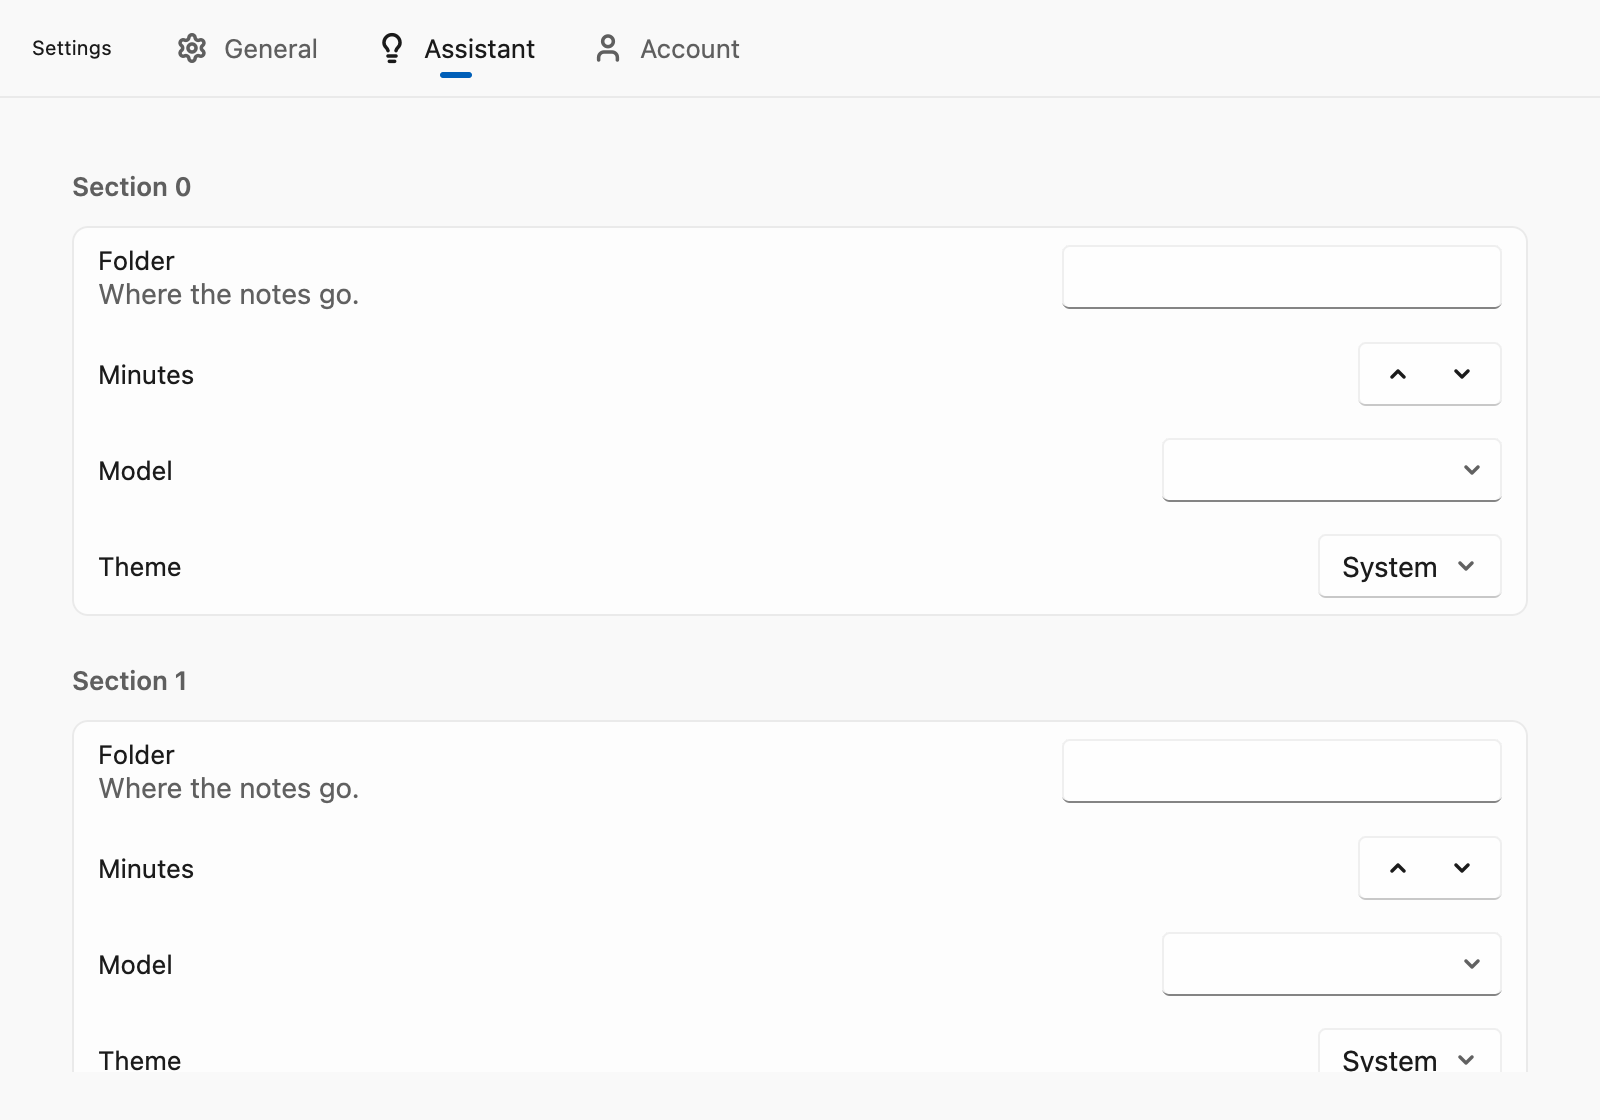 Settings
General
Assistant
Account
Section 0
Folder
Where the notes go.
Minutes
Model
Theme
System
Section 1
Folder
Where the notes go.
Minutes
Model
Theme
System